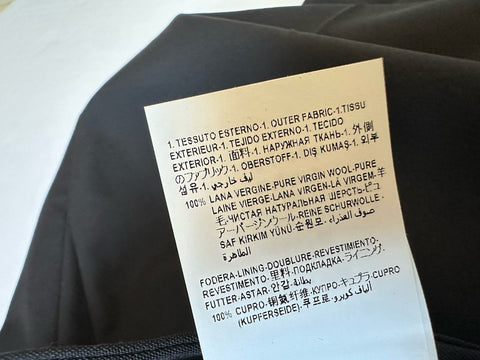 1. TESSUTO ESTERNO-1. OUTER FABRIC-1.TISSU
EXTERIEUR-1. TEJIDO EXTERNO-1. TECIDO
EXTERIOR-1. 面料-1. НАРУЖНАЯ ТКАНЬ-1. 外側
のファブリック-1. OBERSTOFF-1. DIŞ KUMAŞ-1. 외부
섬유-1. ليف خارجي
100% LANA VERGINE-PURE VIRGIN WOOL-PURE
LAINE VIERGE-LANA VIRGEN-LÃ VIRGEM-羊
毛-ЧИСТАЯ НАТУРАЛЬНАЯ ШЕРСТЬ-ピュ
アーバージンウール-REINE SCHURWOLLE-
SAF KIRKIM YÜNÜ-순원모-صوف العذراء
الطاهرة
FODERA-LINING-DOUBLURE-REVESTIMIENTO-
REVESTIMENTO-里料-ПОДКЛАДКА-ライニング-
FUTTER-ASTAR-안감-بطانة
100% CUPRO-铜氨纤维-КУПРО-キュプラ-CUPRO
(KUPFERSEIDE)-쿠프로-ألياف كوبرو